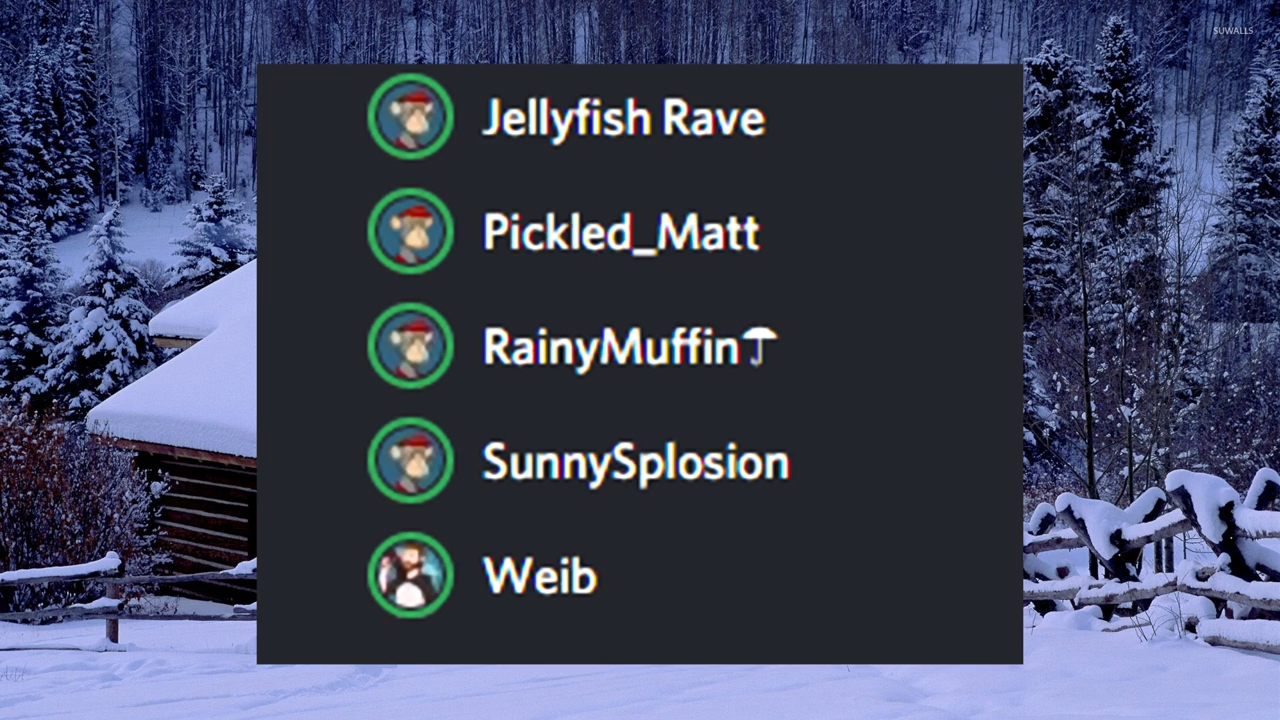 SUWALLS
Jellyfish Rave
Pickled_Matt
RainyMuffin☂
SunnySplosion
Weib